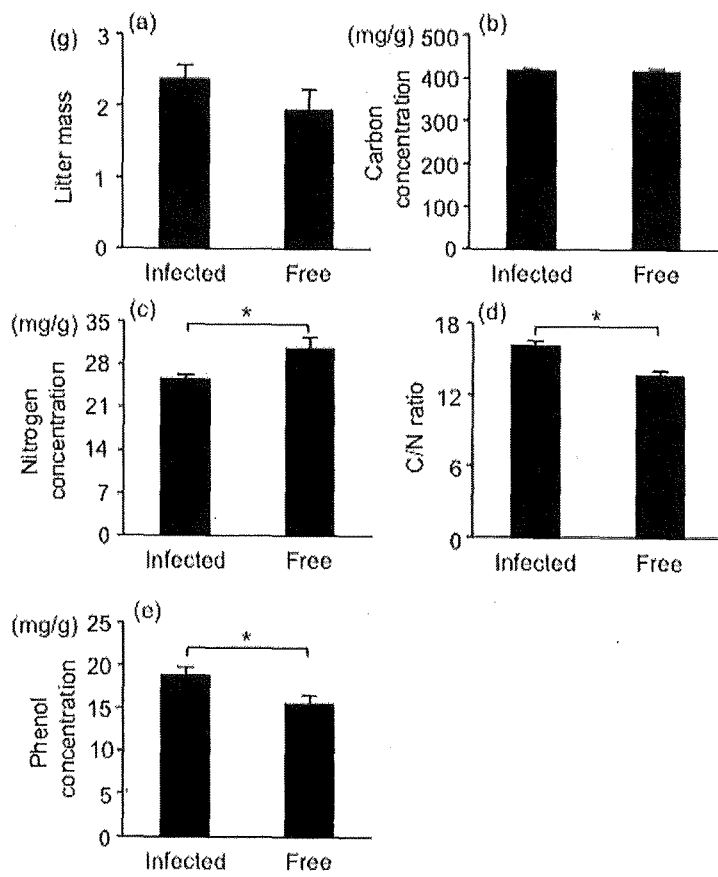 (g) (a)
3
2
1
0
Litter mass
Infected Free
(mg/g) (b)
500
400
300
200
100
0
Carbon
concentration
Infected Free
(mg/g) (c)
35
28
21
14
7
0
Nitrogen
concentration
*
Infected Free
(d)
18
12
6
0
C/N ratio
*
Infected Free
(mg/g) (e)
25
20
15
10
5
0
Phenol
concentration
*
Infected Free